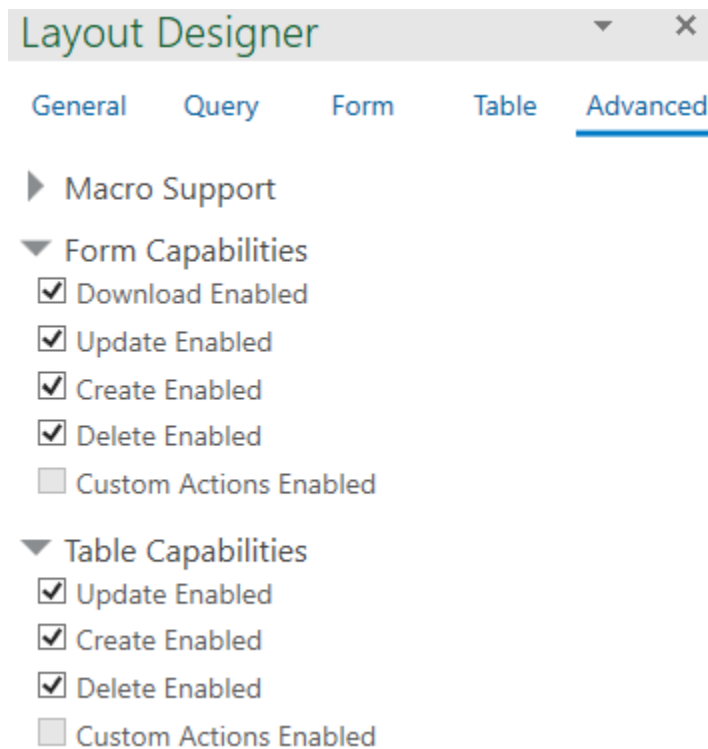 Layout Designer
General Query Form Table Advanced
Macro Support
Form Capabilities
Download Enabled
Update Enabled
Create Enabled
Delete Enabled
Custom Actions Enabled
Table Capabilities
Update Enabled
Create Enabled
Delete Enabled
Custom Actions Enabled